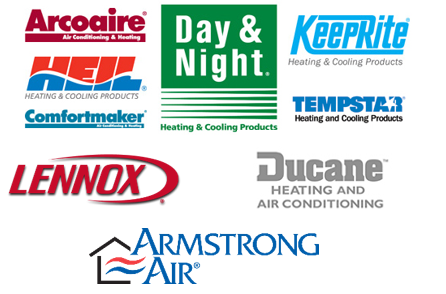 Arcoaire®
Air Conditioning & Heating
HEIL®
HEATING & COOLING PRODUCTS
Comfortmaker®
Air Conditioning & Heating
Day &
Night®
Heating & Cooling Products
KeepRite®
Heating & Cooling Products
TEMPSTAR®
Heating and Cooling Products
LENNOX®
Ducane™
HEATING AND
AIR CONDITIONING
ARMSTRONG
AIR®